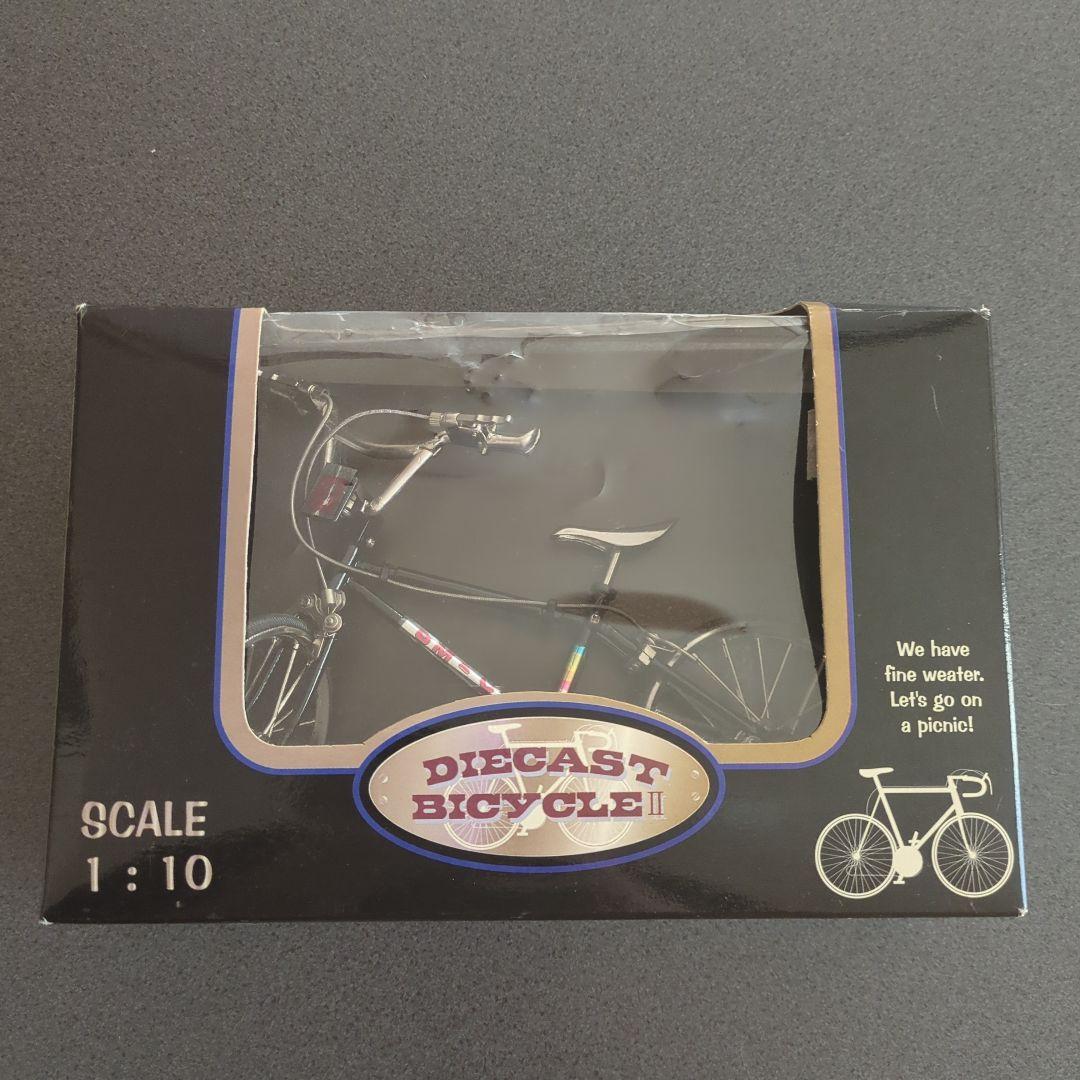 We have
fine weater.
Let's go on
a picnic!
DIECAST
BICYCLE II
SCALE
1 : 10